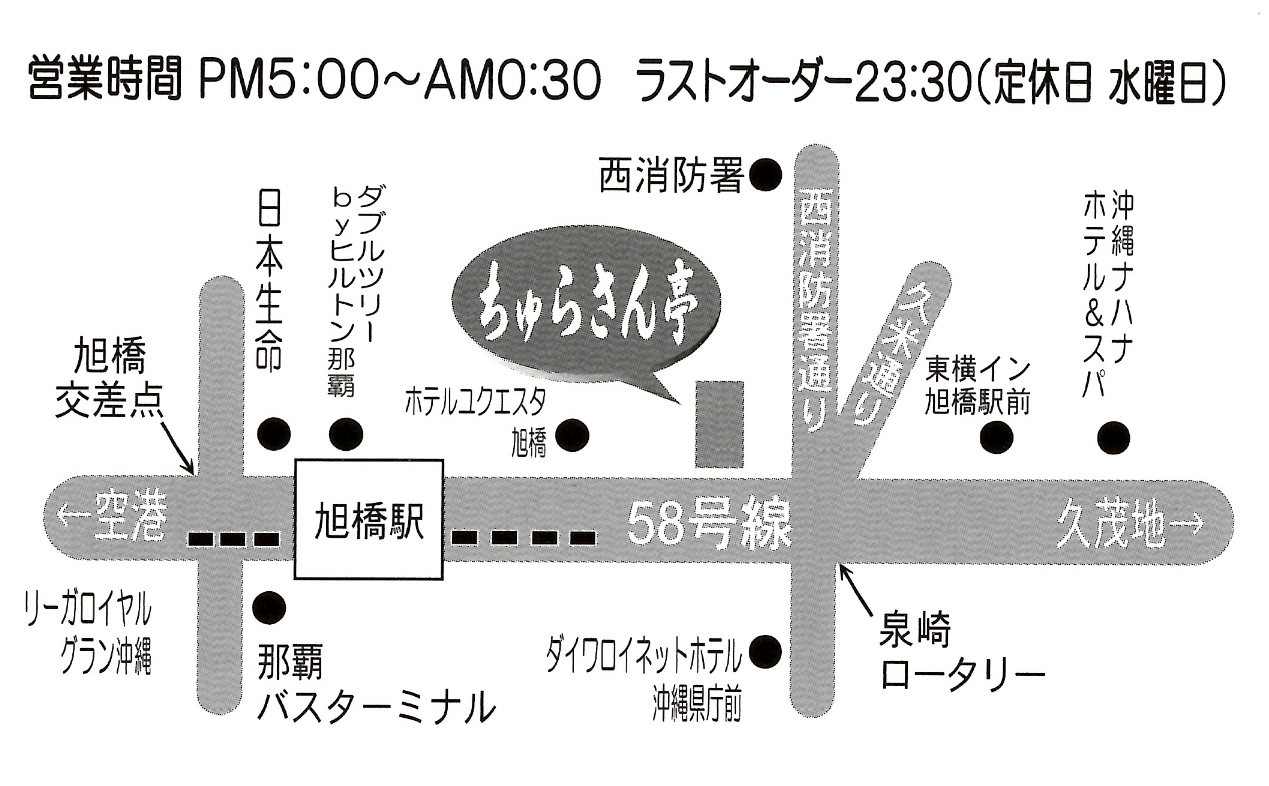 営業時間 PM5:00〜AM0:30 ラストオーダー23:30(定休日 水曜日)
西消防署
西消防署通り
久米通り
沖縄ナハナ
ホテル&スパ
日本生命
ダブルツリー
byヒルトン那覇
ちゅらさん亭
旭橋
交差点
ホテルユクエスタ
旭橋
東横イン
旭橋駅前
←空港
旭橋駅
58号線
久茂地→
リーガロイヤル
グラン沖縄
那覇
バスターミナル
ダイワロイネットホテル
沖縄県庁前
泉崎
ロータリー